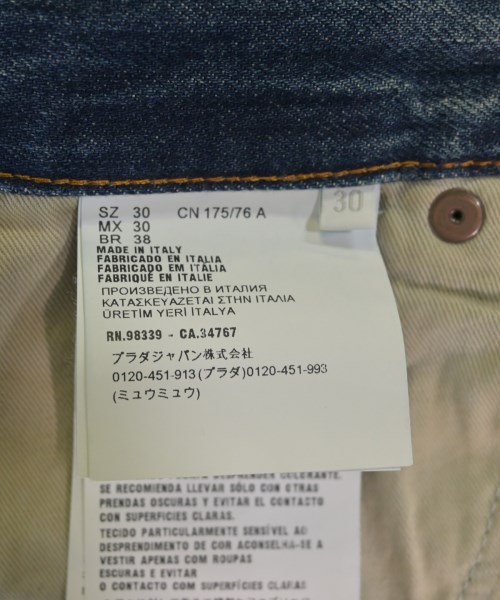 SZ 30 CN 175/76 A
MX 30
BR 38
MADE IN ITALY
FABRICADO EN ITALIA
FABRICADO EM ITÁLIA
FABRIQUÉ EN ITALIE
ПРОИЗВЕДЕНО В ИТАЛИЯ
ΚΑΤΑΣΚΕΥΑΖΕΤΑΙ ΣΤΗΝ ΙΤΑΛΙΑ
ÜRETİM YERİ İTALYA
RN.98339 - CA.34767
プラダジャパン株式会社
0120-451-913(プラダ)0120-451-993
(ミュウミュウ)
30
DESPRENDER COLORANTE.
SE RECOMIENDA LLEVAR SÓLO CON OTRAS
PRENDAS OSCURAS Y EVITAR EL CONTACTO
CON SUPERFICIES CLARAS.
TECIDO PARTICULARMENTE SENSÍVEL AO
DESPRENDIMENTO DE COR ACONSELHA-SE A
VESTIR APENAS COM ROUPAS
ESCURAS E EVITAR
O CONTACTO COM SUPERFICIES CLARAS